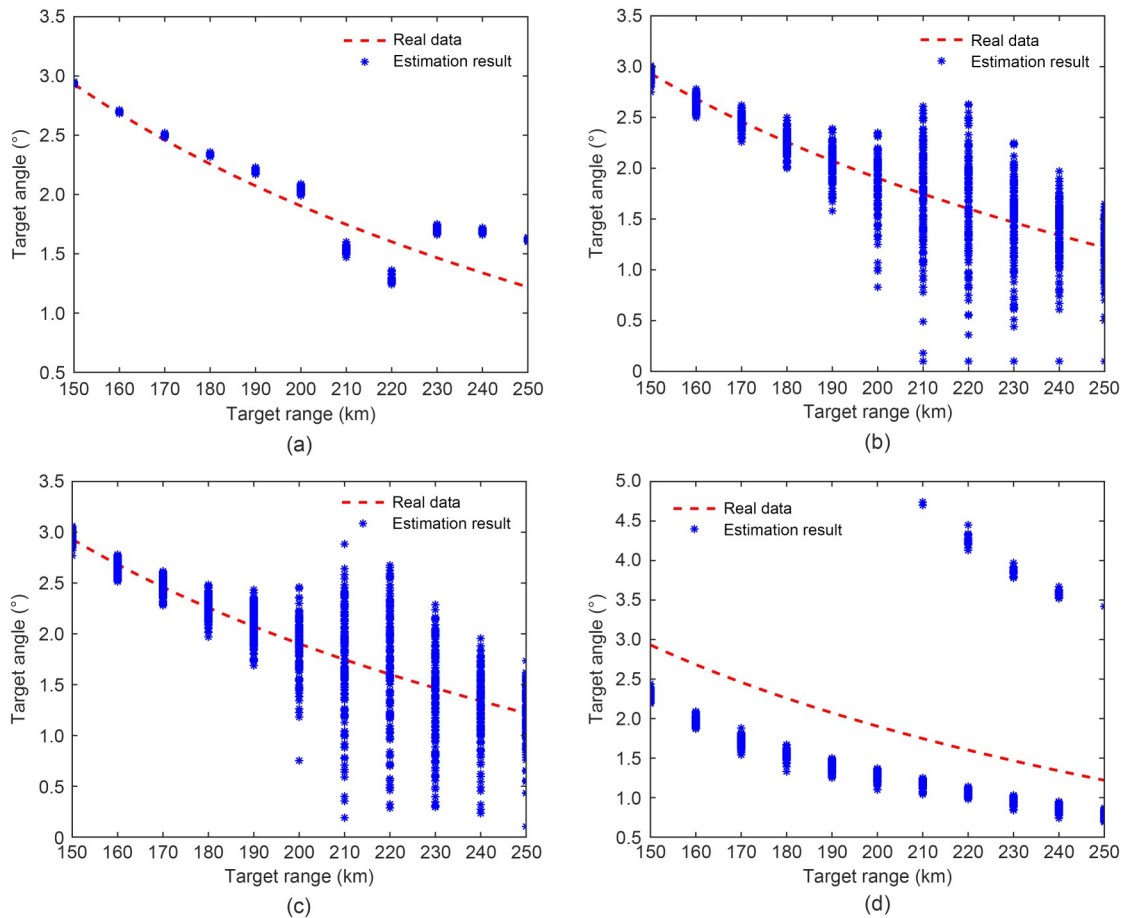 3.5
3.0
2.5
2.0
1.5
1.0
0.5
Target angle (°)
Real data
Estimation result
150 160 170 180 190 200 210 220 230 240 250
Target range (km)
(a)
3.5
3.0
2.5
2.0
1.5
1.0
0.5
0
Target angle (°)
Real data
Estimation result
150 160 170 180 190 200 210 220 230 240 250
Target range (km)
(b)
3.5
3.0
2.5
2.0
1.5
1.0
0.5
0
Target angle (°)
Real data
Estimation result
150 160 170 180 190 200 210 220 230 240 250
Target range (km)
(c)
5.0
4.5
4.0
3.5
3.0
2.5
2.0
1.5
1.0
0.5
Target angle (°)
Real data
Estimation result
150 160 170 180 190 200 210 220 230 240 250
Target range (km)
(d)